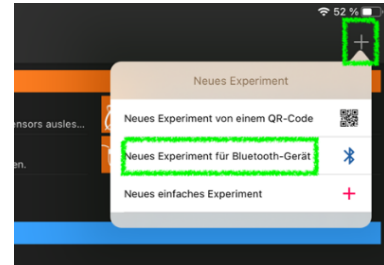 52 %
Neues Experiment
ensors ausles...
Neues Experiment von einem QR-Code
en.
Neues Experiment für Bluetooth-Gerät
Neues einfaches Experiment